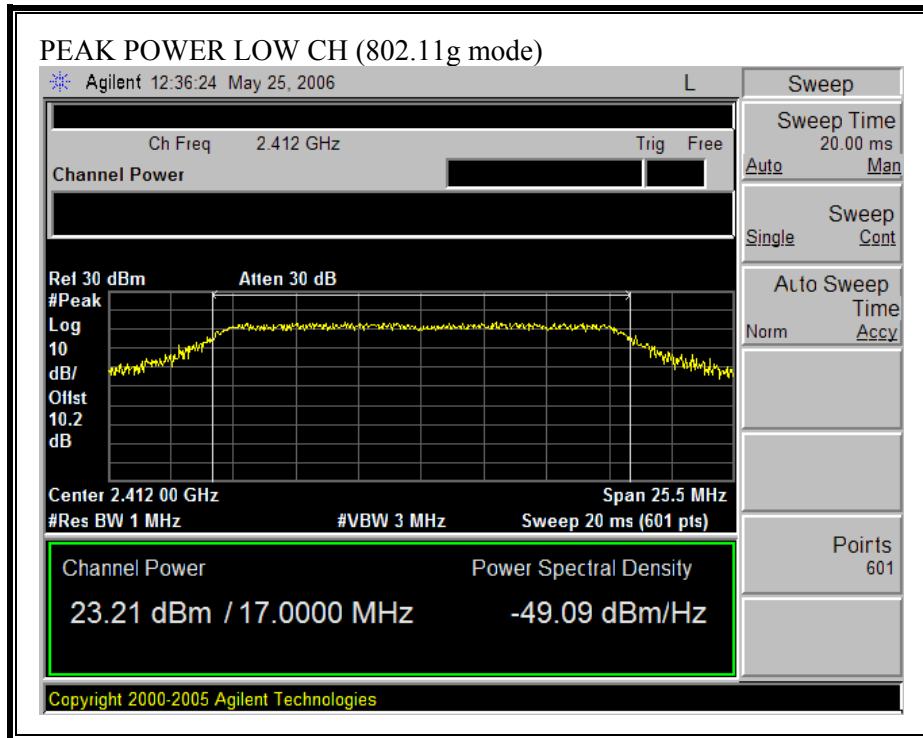 PEAK POWER LOW CH (802.11g mode)
Agilent 12:36:24 May 25, 2006 L
Sweep
Ch Freq 2.412 GHz Trig Free
Channel Power
Sweep Time
20.00 ms
Auto Man
Sweep
Single Cont
Ref 30 dBm Atten 30 dB
#Peak
Log
10
dB/
Offst
10.2
dB
Auto Sweep
Time
Norm Accy
Center 2.412 00 GHz Span 25.5 MHz
#Res BW 1 MHz #VBW 3 MHz Sweep 20 ms (601 pts)
Channel Power Power Spectral Density
23.21 dBm / 17.0000 MHz -49.09 dBm/Hz
Points
601
Copyright 2000-2005 Agilent Technologies